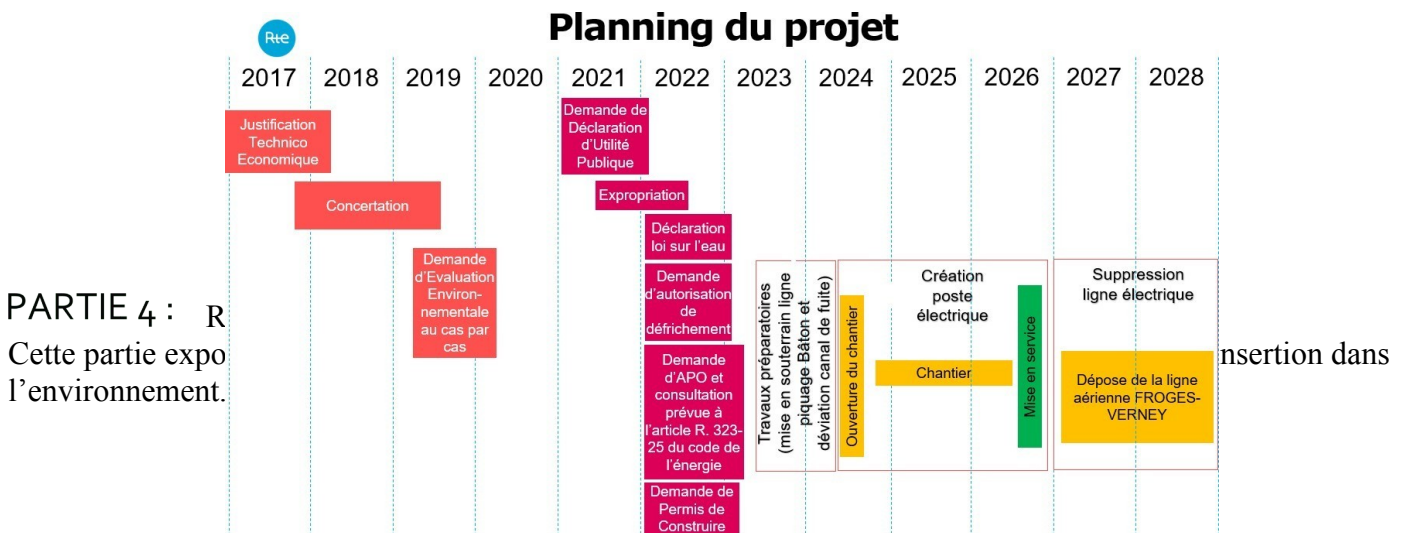 Planning du projet
Rte
2017 2018 2019 2020 2021 2022 2023 2024 2025 2026 2027 2028
Justification
Technico
Economique
Concertation
Demande
d'Evaluation
Environ-
nementale
au cas par
cas
Demande de
Déclaration
d'Utilité
Publique
Expropriation
Déclaration
loi sur l'eau
Demande
d'autorisation
de
défrichement
Demande
d'APO et
consultation
prévue à
l'article R. 323-
25 du code de
l'énergie
Demande de
Permis de
Construire
Travaux préparatoires
(mise en souterrain ligne
piquage Bâton et
déviation canal de fuite)
Ouverture du chantier
Création
poste
électrique
Chantier
Mise en service
Suppression
ligne électrique
Dépose de la ligne
aérienne FROGES-
VERNEY
PARTIE 4 : R
Cette partie expo nsertion dans
l'environnement.